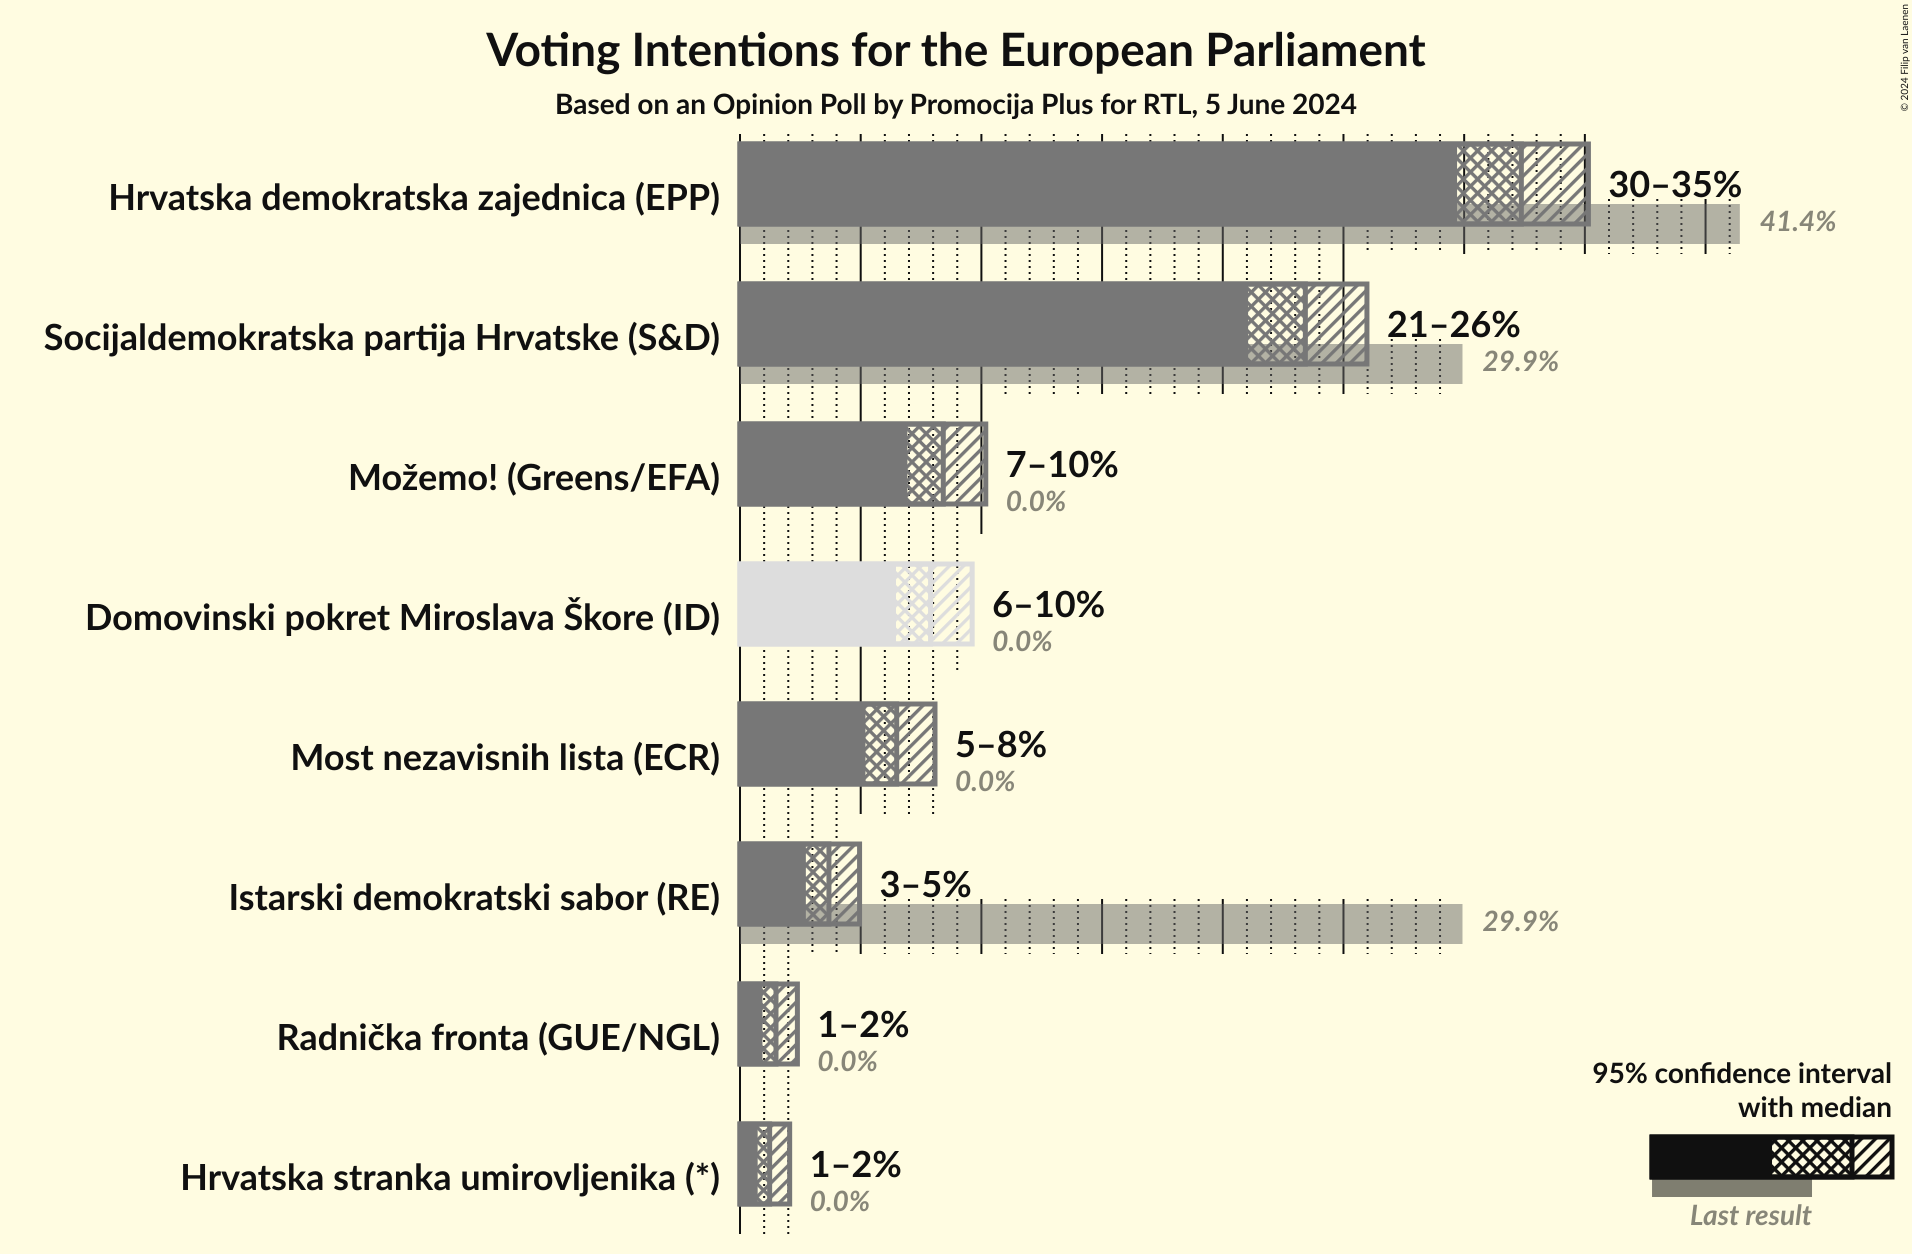 Voting Intentions for the European Parliament
Based on an Opinion Poll by Promocija Plus for RTL, 5 June 2024
© 2024 Filip van Laenen
Hrvatska demokratska zajednica (EPP)
30–35%
41.4%
Socijaldemokratska partija Hrvatske (S&D)
21–26%
29.9%
Možemo! (Greens/EFA)
7–10%
0.0%
Domovinski pokret Miroslava Škore (ID)
6–10%
0.0%
Most nezavisnih lista (ECR)
5–8%
0.0%
Istarski demokratski sabor (RE)
3–5%
29.9%
Radnička fronta (GUE/NGL)
1–2%
0.0%
Hrvatska stranka umirovljenika (*)
1–2%
0.0%
95% confidence interval
with median
Last result